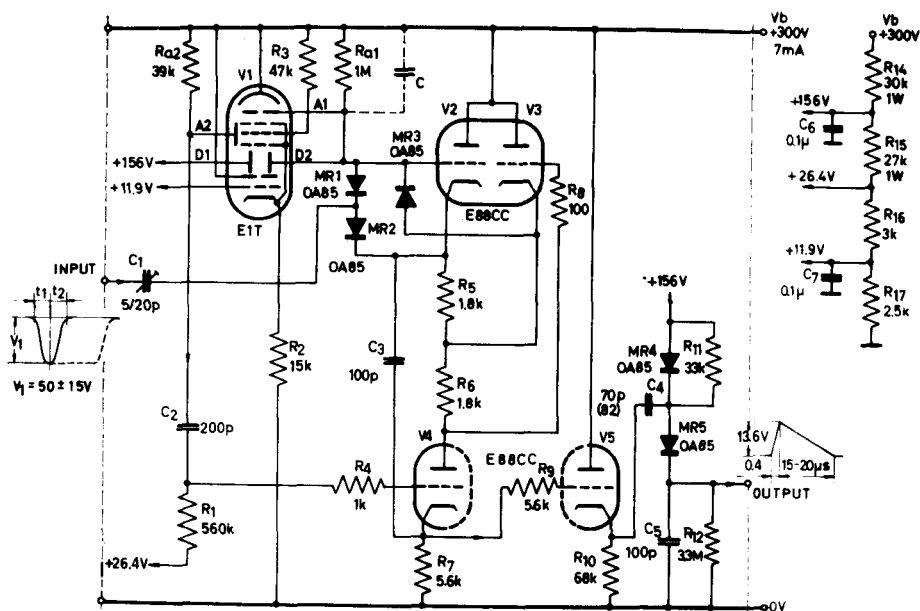 Vb
+300V
7mA
Vb
+300V
Ra2
39k
V1
R3
47k
Ra1
1M
C
A1
A2
D1
D2
+156V
+11.9V
E1T
MR1
OA85
MR2
OA85
MR3
OA85
V2
V3
E88CC
R8
100
R14
30k
1W
+156V
C6
0.1μ
R15
27k
1W
+26.4V
R16
3k
+11.9V
C7
0.1μ
R17
2.5k
INPUT
C1
5/20p
t1
t2
V1
V1 = 50 ± 15V
R2
15k
C3
100p
R5
1.8k
R6
1.8k
C2
200p
R1
560k
+26.4V
R4
1k
V4
E88CC
R9
5.6k
V5
R7
5.6k
R10
68k
+156V
MR4
OA85
R11
33k
C4
70p
(82)
MR5
OA85
C5
100p
R12
33M
13.6V
0.4
15-20μs
OUTPUT
0V